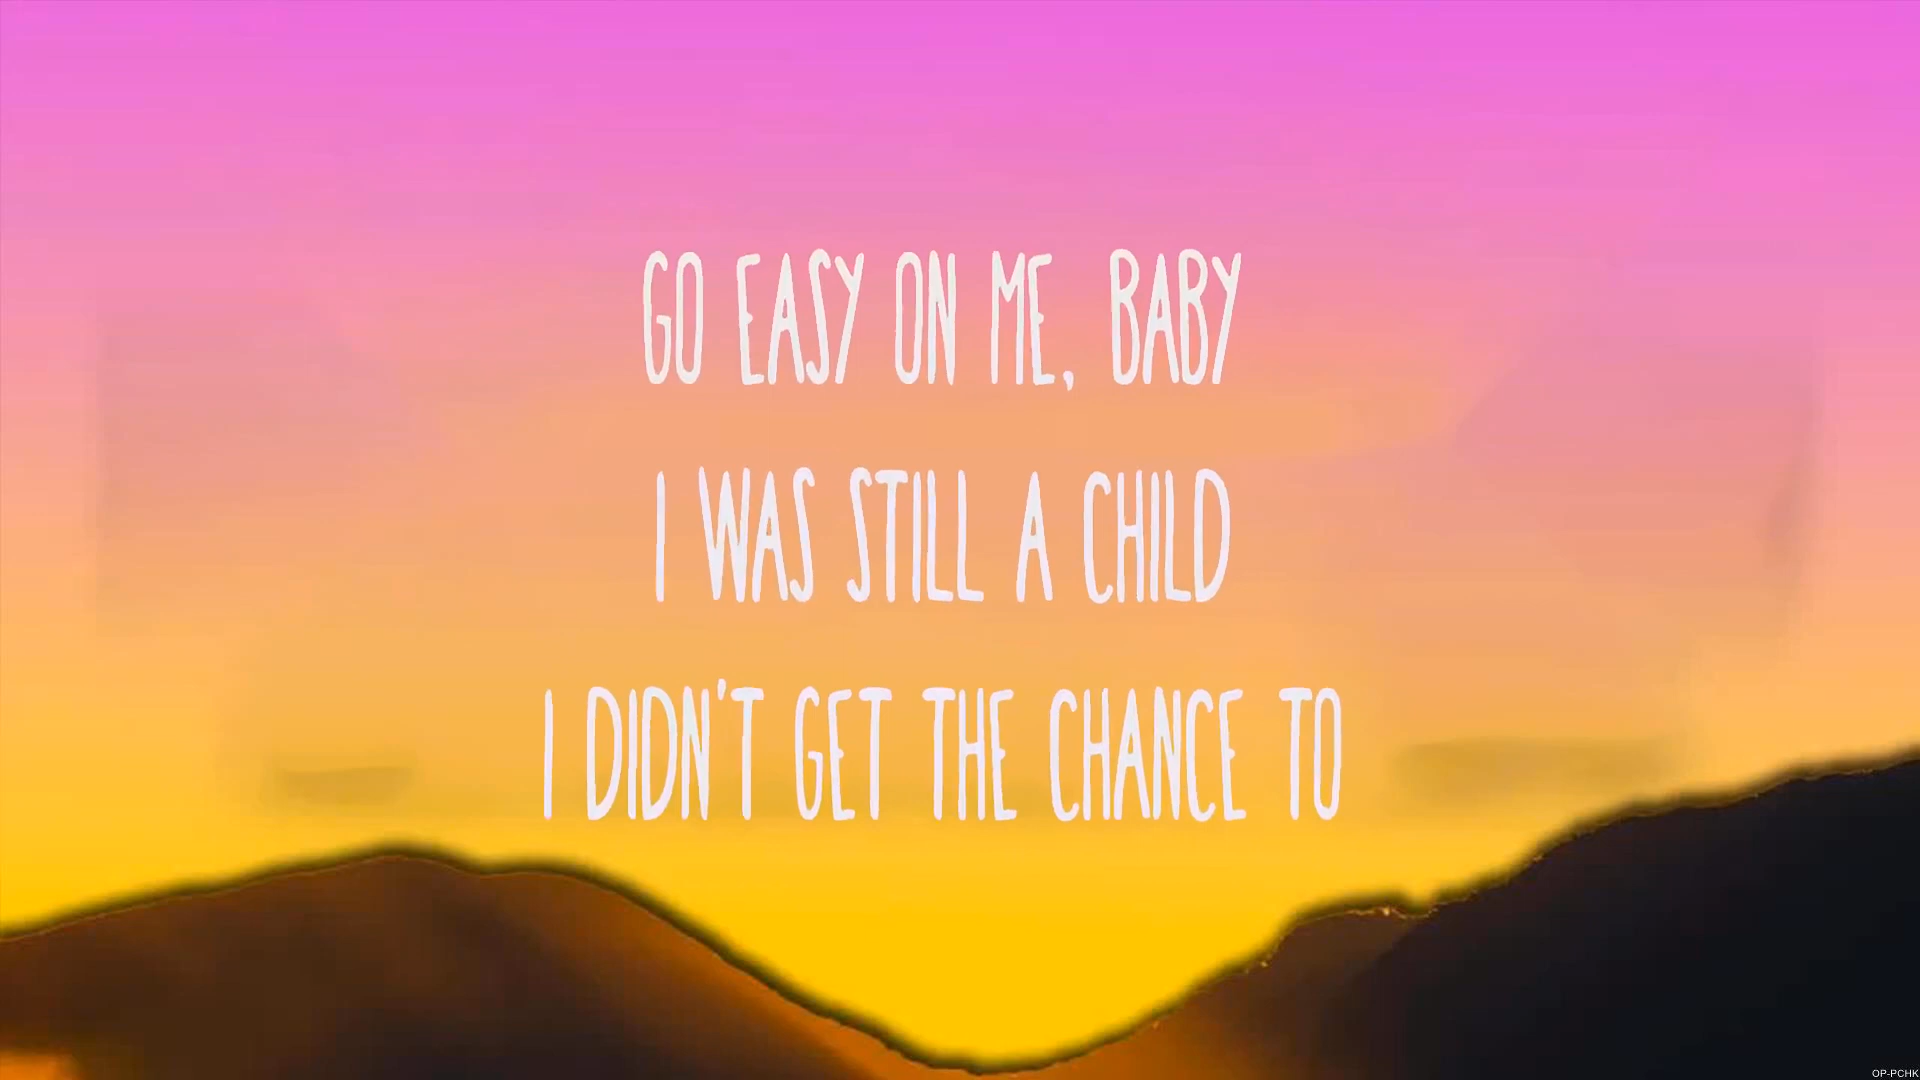 GO EASY ON ME, BABY
I WAS STILL A CHILD
I DIDN'T GET THE CHANCE TO
OP-PCHK